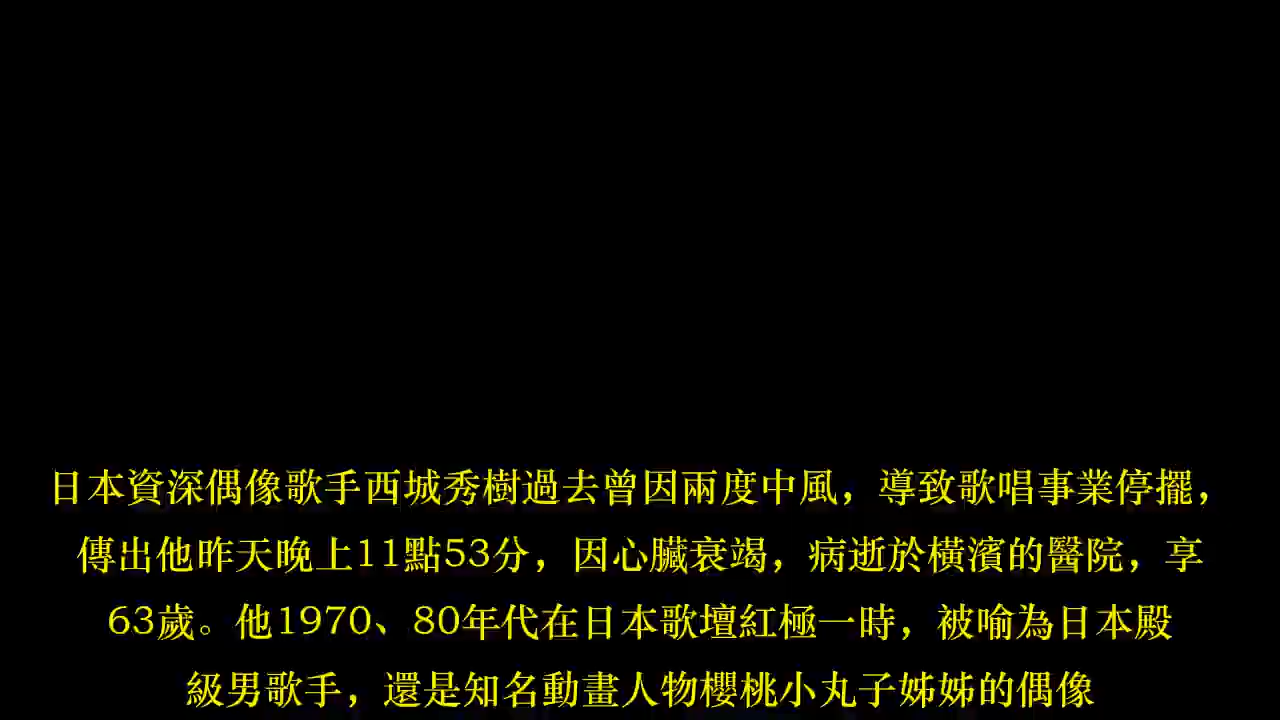 日本資深偶像歌手西城秀樹過去曾因兩度中風，導致歌唱事業停擺，
傳出他昨天晚上11點53分，因心臟衰竭，病逝於橫濱的醫院，享
63歲。他1970、80年代在日本歌壇紅極一時，被喻為日本殿
級男歌手，還是知名動畫人物櫻桃小丸子姊姊的偶像